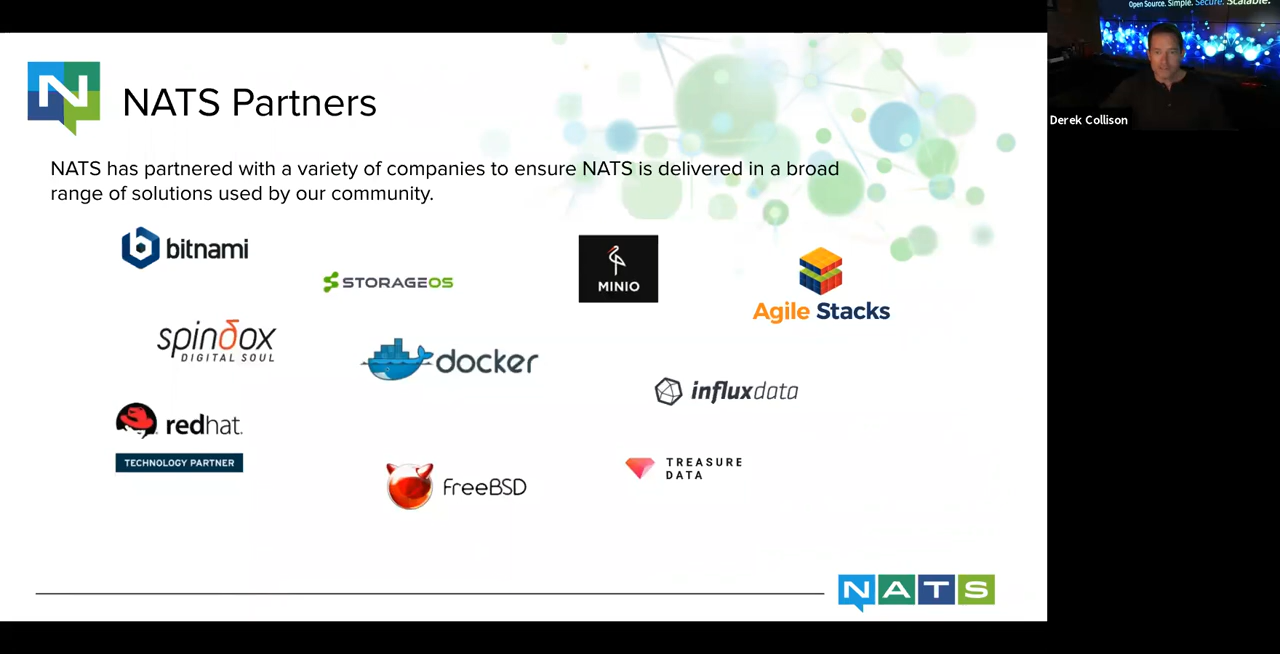 Open Source. Simple. Secure. Scalable.
Derek Collison
N
NATS Partners
NATS has partnered with a variety of companies to ensure NATS is delivered in a broad
range of solutions used by our community.
bitnami
STORAGEOS
MINIO
Agile Stacks
spindox
DIGITAL SOUL
docker
influxdata
redhat.
TECHNOLOGY PARTNER
FreeBSD
TREASURE
DATA
NATS